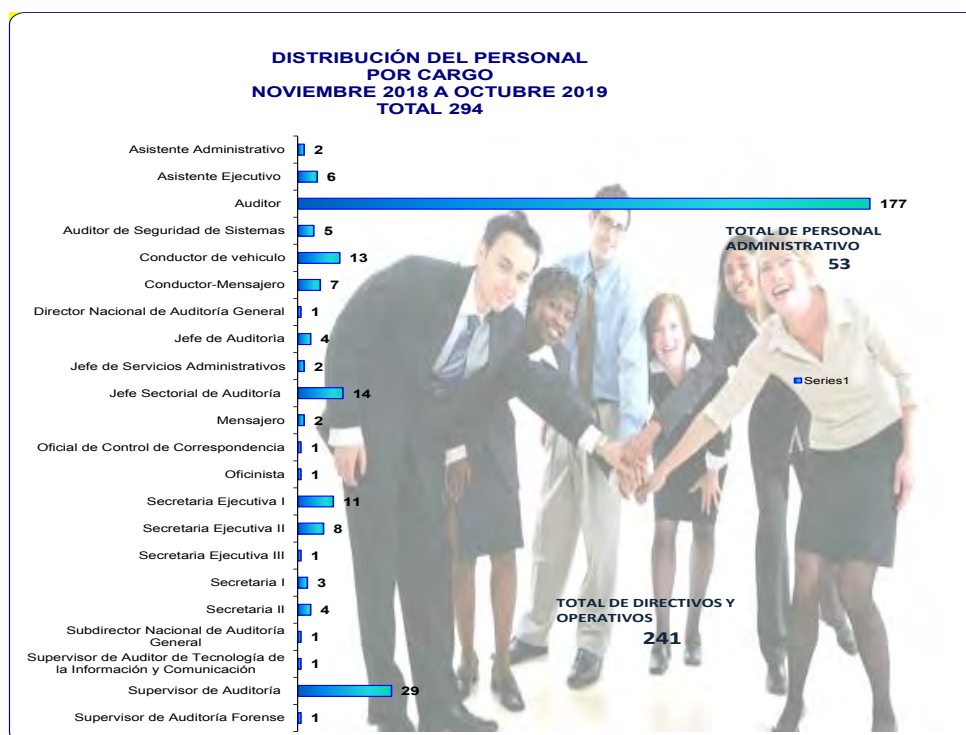 DISTRIBUCIÓN DEL PERSONAL
POR CARGO
NOVIEMBRE 2018 A OCTUBRE 2019
TOTAL 294
Asistente Administrativo 2
Asistente Ejecutivo 6
Auditor 177
Auditor de Seguridad de Sistemas 5
TOTAL DE PERSONAL
ADMINISTRATIVO
53
Conductor de vehiculo 13
Conductor-Mensajero 7
Director Nacional de Auditoría General 1
Jefe de Auditorìa 4
Jefe de Servicios Administrativos 2
Series1
Jefe Sectorial de Auditoría 14
Mensajero 2
Oficial de Control de Correspondencia 1
Oficinista 1
Secretaria Ejecutiva I 11
Secretaria Ejecutiva II 8
Secretaria Ejecutiva III 1
Secretaria I 3
Secretaria II 4
TOTAL DE DIRECTIVOS Y
OPERATIVOS
241
Subdirector Nacional de Auditoría
General 1
Supervisor de Auditor de Tecnología de
la Información y Comunicación 1
Supervisor de Auditoría 29
Supervisor de Auditoría Forense 1